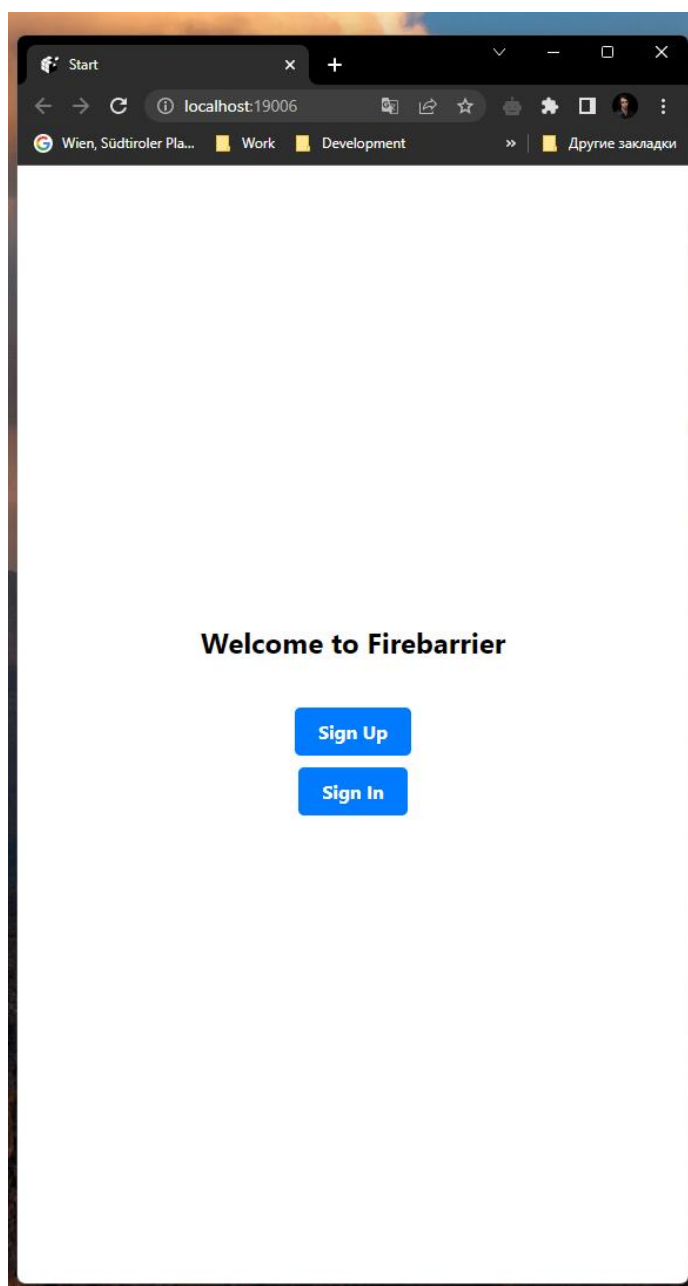 Start
localhost:19006
Wien, Südtiroler Pla... Work Development » Другие закладки
Welcome to Firebarrier
Sign Up
Sign In